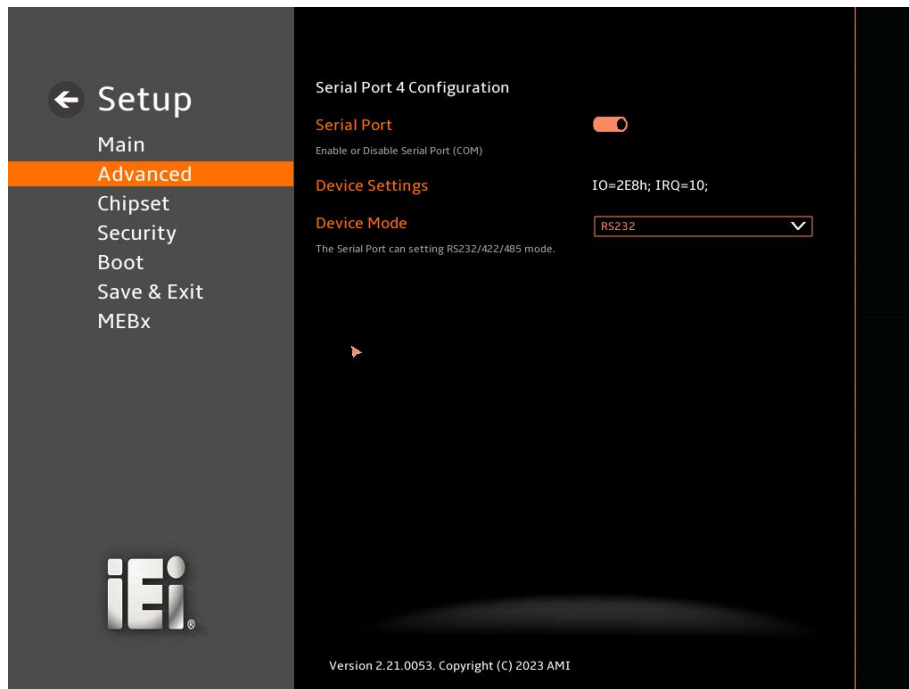 Setup
Main
Advanced
Chipset
Security
Boot
Save & Exit
MEBx
iEi®
Serial Port 4 Configuration
Serial Port
Enable or Disable Serial Port (COM)
Device Settings IO=2E8h; IRQ=10;
Device Mode RS232
The Serial Port can setting RS232/422/485 mode.
Version 2.21.0053. Copyright (C) 2023 AMI